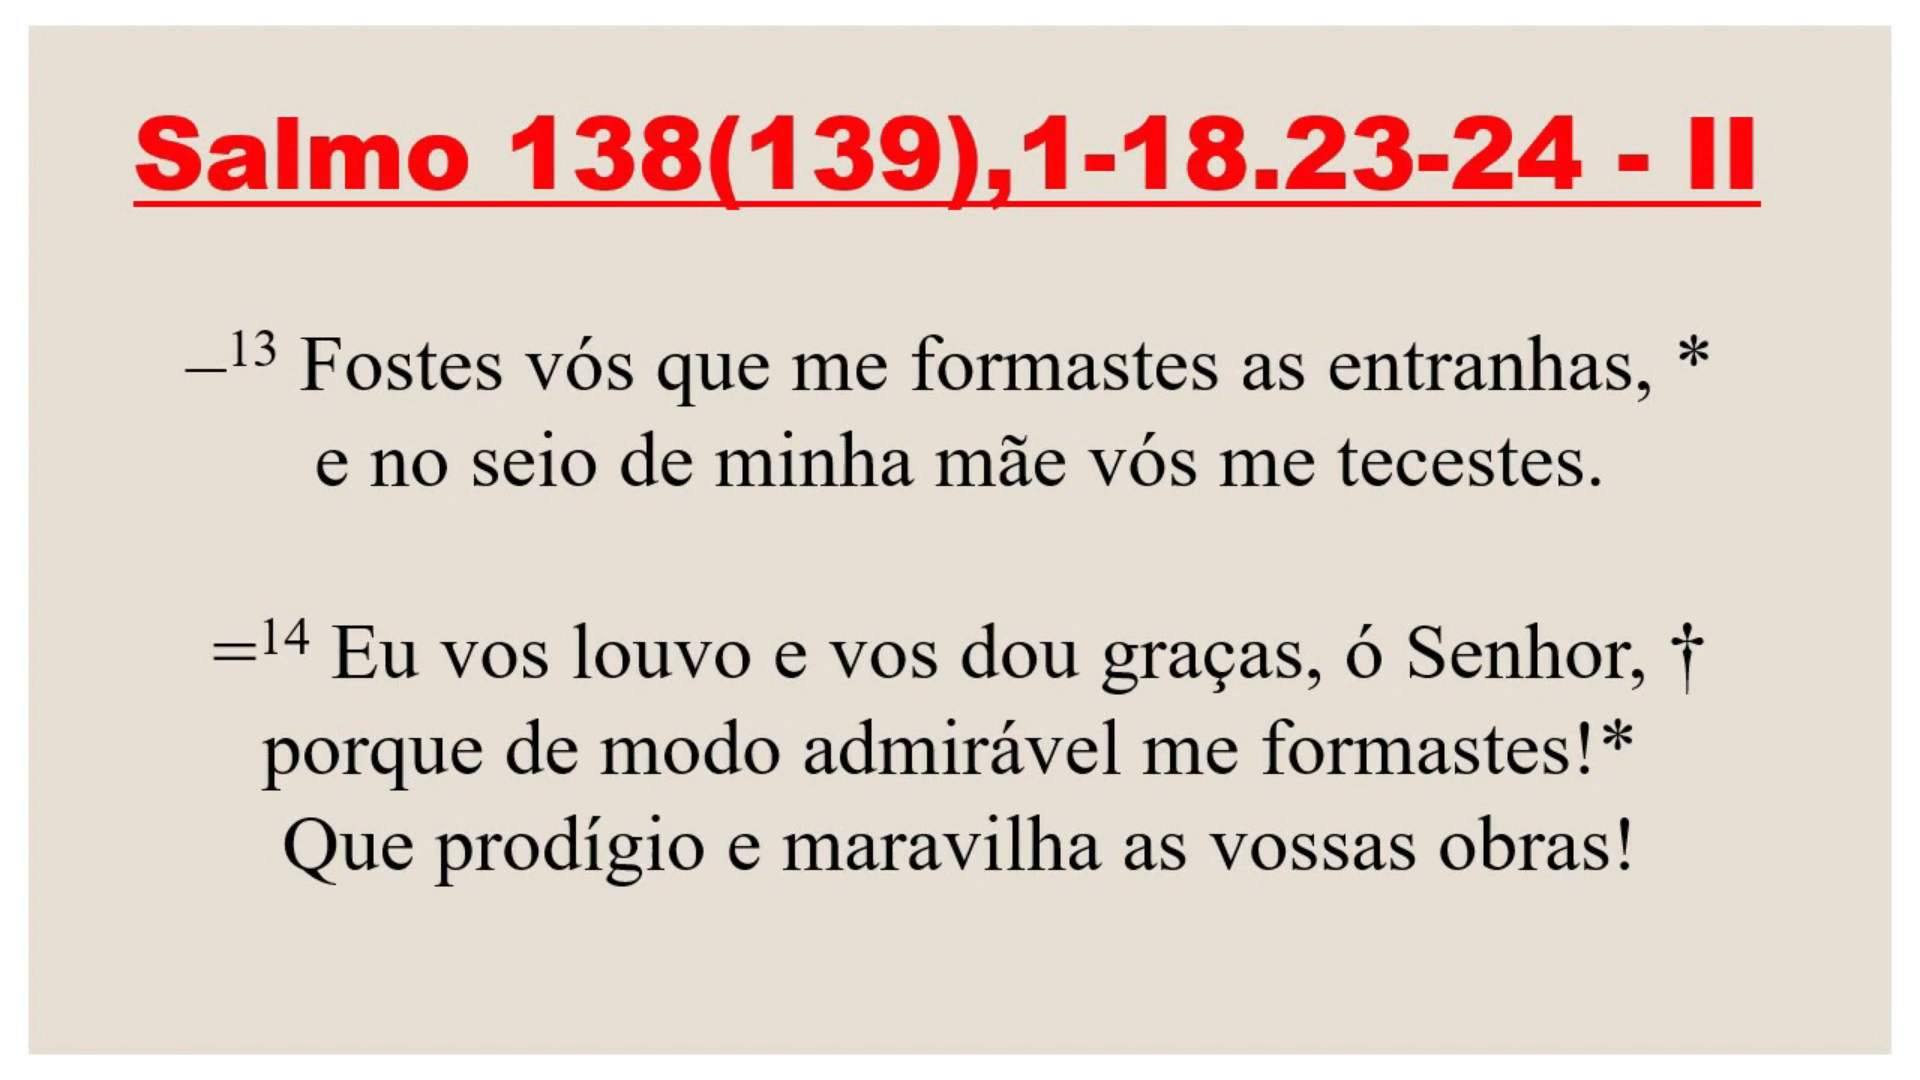 Salmo 138(139),1-18.23-24 - II
–¹³ Fostes vós que me formastes as entranhas, *
e no seio de minha mãe vós me tecestes.
=¹⁴ Eu vos louvo e vos dou graças, ó Senhor, †
porque de modo admirável me formastes!*
Que prodígio e maravilha as vossas obras!